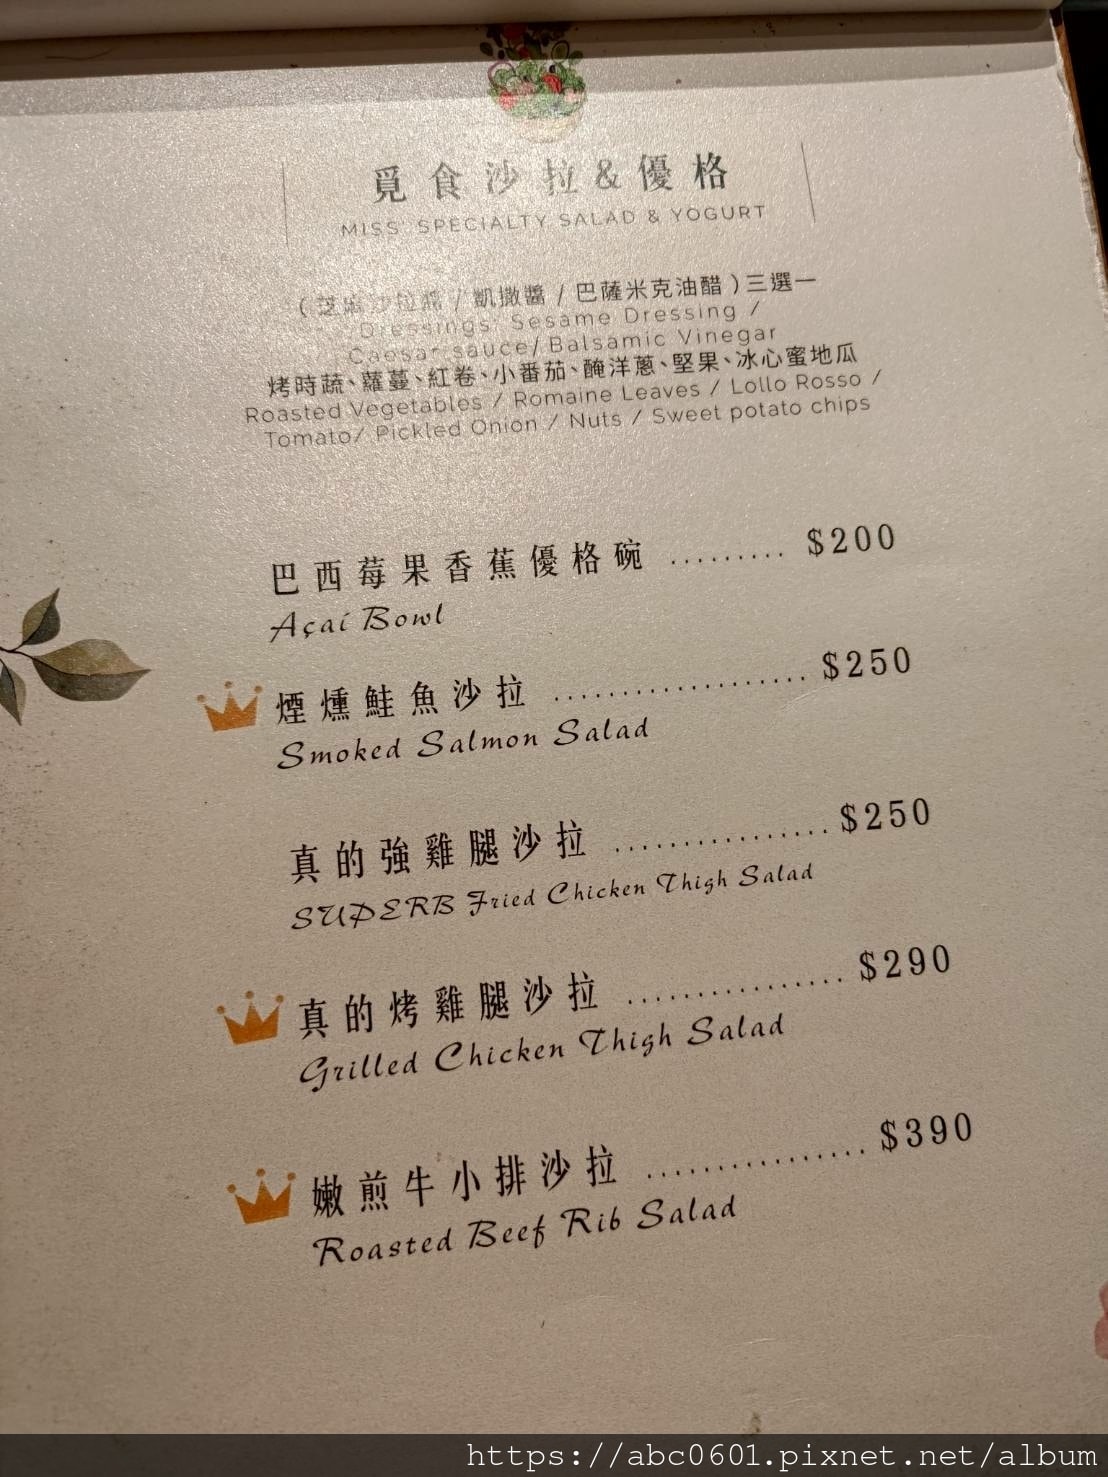 覓食沙拉&優格
MISS' SPECIALTY SALAD & YOGURT
(芝麻沙拉醬 / 凱撒醬 / 巴薩米克油醋)三選一
Dressings: Sesame Dressing /
Caesar sauce/ Balsamic Vinegar
烤時蔬、蘿蔓、紅卷、小番茄、醃洋蔥、堅果、冰心蜜地瓜
Roasted Vegetables / Romaine Leaves / Lollo Rosso /
Tomato/ Pickled Onion / Nuts / Sweet potato chips
巴西莓果香蕉優格碗 ......... $200
Açaí Bowl
煙燻鮭魚沙拉 ................... $250
Smoked Salmon Salad
真的強雞腿沙拉 ................ $250
SUPERB Fried Chicken Thigh Salad
真的烤雞腿沙拉 ................ $290
Grilled Chicken Thigh Salad
嫩煎牛小排沙拉 ................ $390
Roasted Beef Rib Salad
https://abc0601.pixnet.net/album